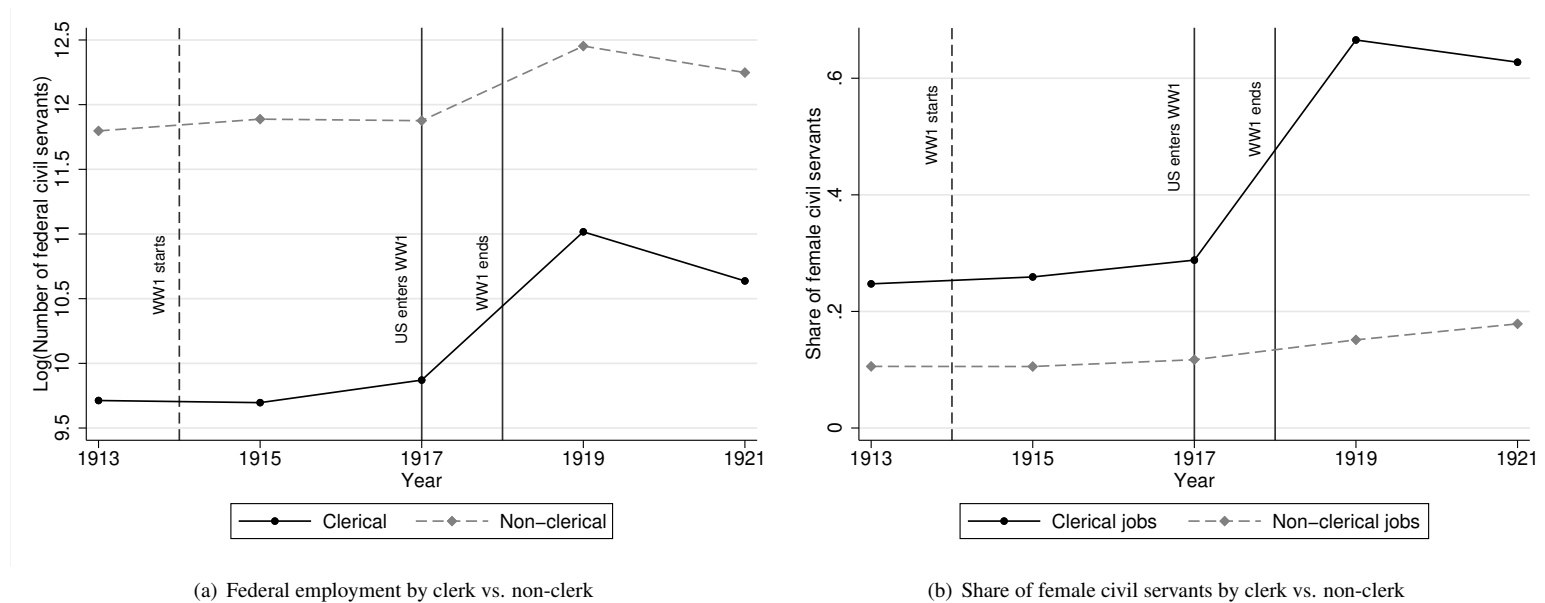 Log(Number of federal civil servants)
12.5
12
11.5
11
10.5
10
9.5
WW1 starts
US enters WW1
WW1 ends
1913 1915 1917 1919 1921
Year
Clerical Non−clerical
(a) Federal employment by clerk vs. non-clerk
Share of female civil servants
.6
.4
.2
0
WW1 starts
US enters WW1
WW1 ends
1913 1915 1917 1919 1921
Year
Clerical jobs Non−clerical jobs
(b) Share of female civil servants by clerk vs. non-clerk